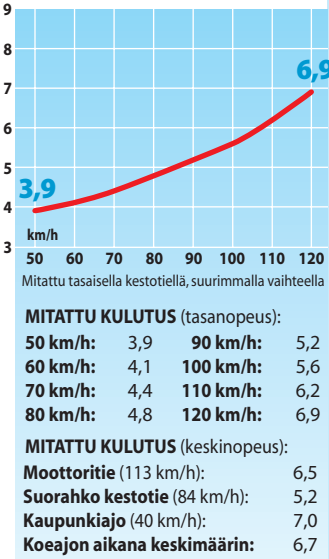 9
8
7
6,9
6
5
4
3,9
3
km/h
50 60 70 80 90 100 110 120
Mitattu tasaisella kestotiellä, suurimmalla vaihteella
MITATTU KULUTUS (tasanopeus):
50 km/h: 3,9 90 km/h: 5,2
60 km/h: 4,1 100 km/h: 5,6
70 km/h: 4,4 110 km/h: 6,2
80 km/h: 4,8 120 km/h: 6,9
MITATTU KULUTUS (keskinopeus):
Moottoritie (113 km/h): 6,5
Suorahko kestotie (84 km/h): 5,2
Kaupunkiajo (40 km/h): 7,0
Koeajon aikana keskimäärin: 6,7